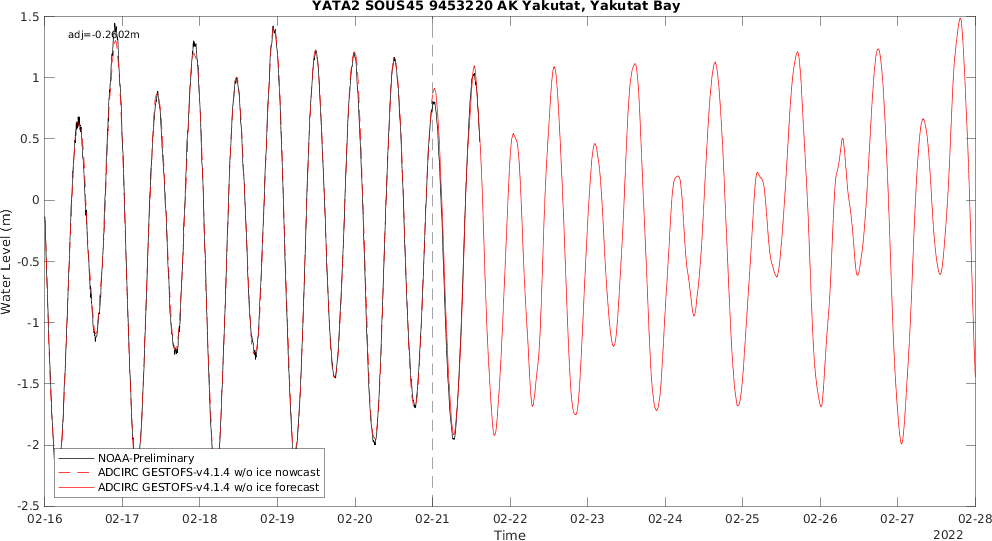 YATA2 SOUS45 9453220 AK Yakutat, Yakutat Bay
adj=-0.2602m
1.5
1
0.5
0
-0.5
-1
-1.5
-2
-2.5
Water Level (m)
NOAA-Preliminary
ADCIRC GESTOFS-v4.1.4 w/o ice nowcast
ADCIRC GESTOFS-v4.1.4 w/o ice forecast
02-16 02-17 02-18 02-19 02-20 02-21 02-22 02-23 02-24 02-25 02-26 02-27 02-28
Time
2022